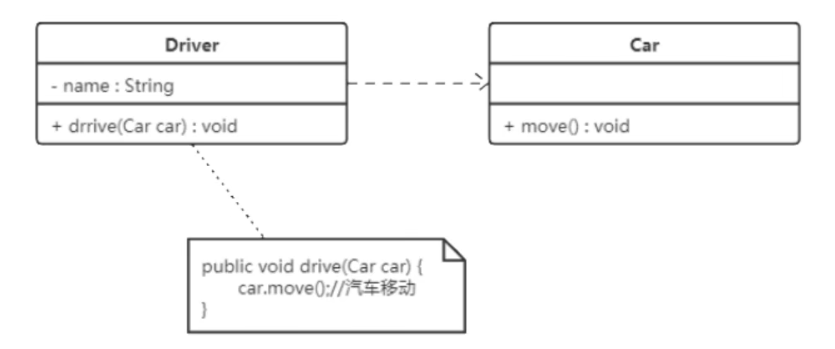 Driver
- name : String
+ drrive(Car car) : void
Car
+ move() : void
public void drive(Car car) {
car.move();//汽车移动
}